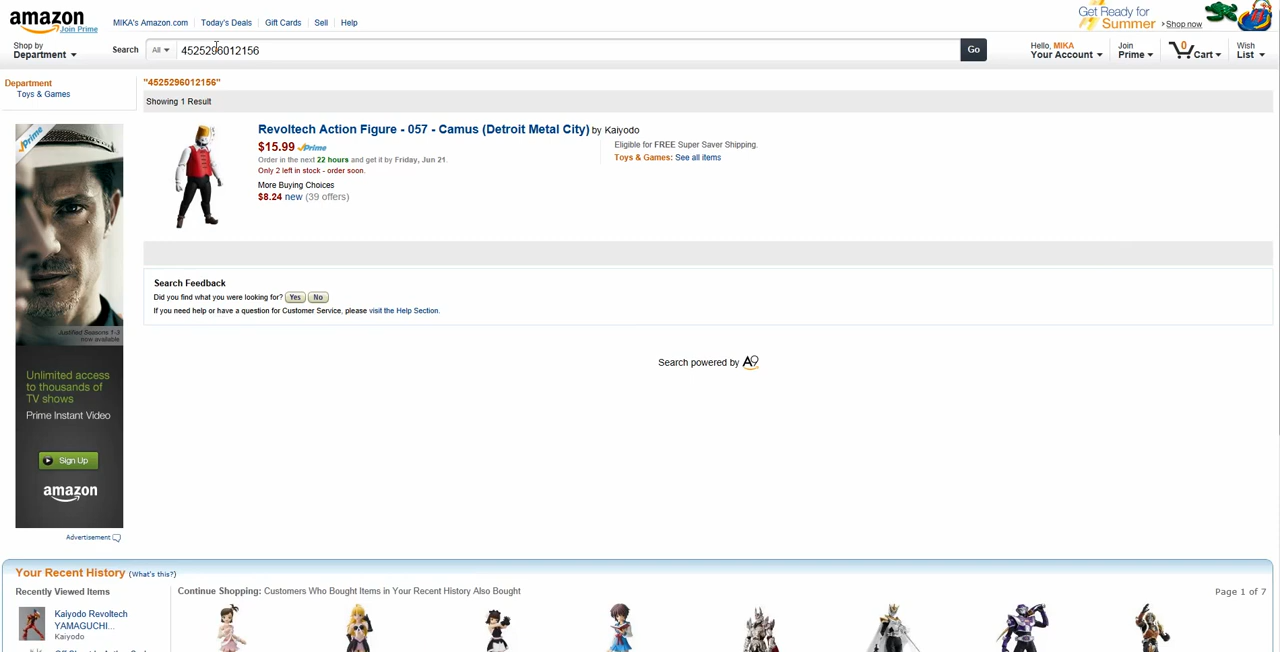 amazon
Join Prime
MIKA's Amazon.com
Today's Deals
Gift Cards
Sell
Help
Get Ready for
Summer
Shop now
Shop by
Department
Search
All
4525296012156
Go
Hello, MIKA
Your Account
Join
Prime
0
Cart
Wish
List
Department
Toys & Games
"4525296012156"
Showing 1 Result
Revoltech Action Figure - 057 - Camus (Detroit Metal City) by Kaiyodo
$15.99 Prime
Order in the next 22 hours and get it by Friday, Jun 21.
Only 2 left in stock - order soon.
More Buying Choices
$8.24 new (39 offers)
Eligible for FREE Super Saver Shipping.
Toys & Games: See all items
Prime
Justified Seasons 1-3
now available
Unlimited access
to thousands of
TV shows
Prime Instant Video
Sign Up
amazon
Advertisement
Search Feedback
Did you find what you were looking for? Yes No
If you need help or have a question for Customer Service, please visit the Help Section.
Search powered by A9
Your Recent History (What's this?)
Recently Viewed Items
Kaiyodo Revoltech
YAMAGUCHI...
Kaiyodo
Continue Shopping: Customers Who Bought Items in Your Recent History Also Bought
Page 1 of 7